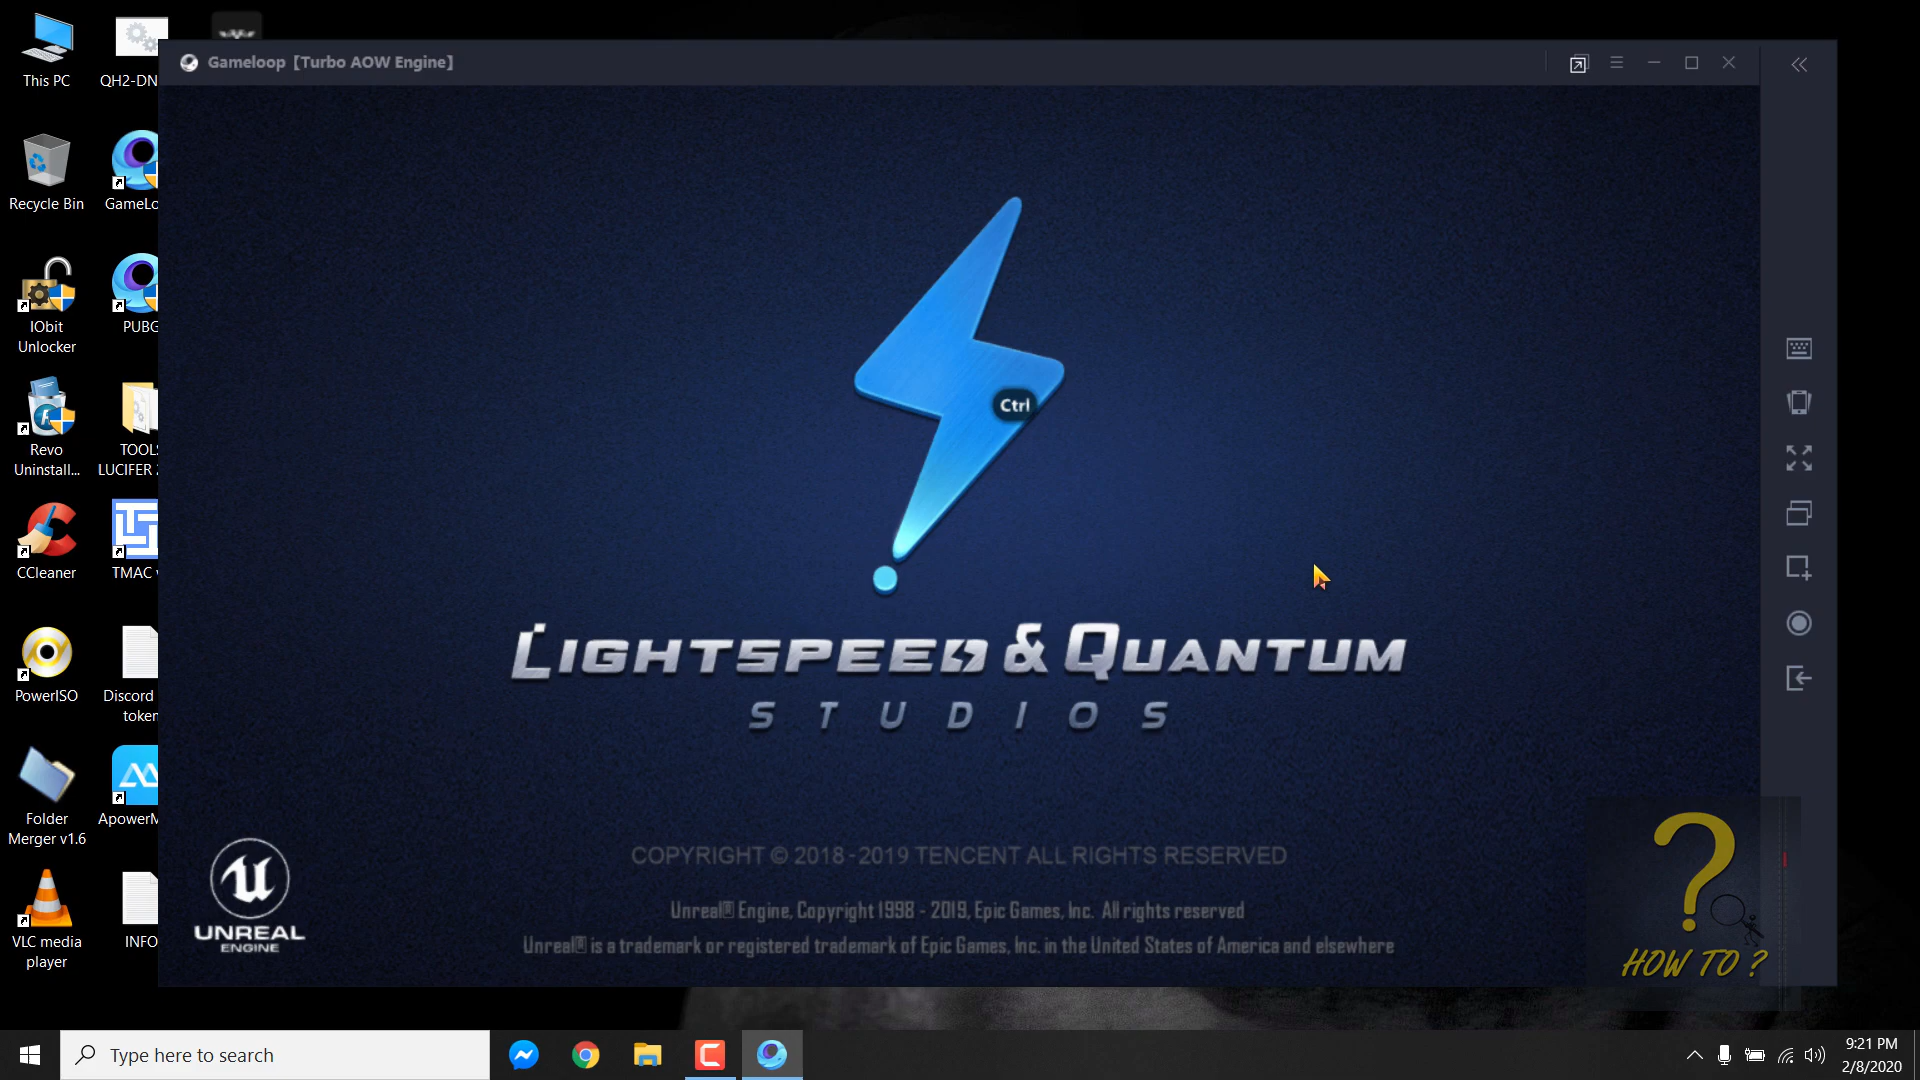 This PC
QH2-DN
Recycle Bin
GameLo
IObit
Unlocker
PUBG
Revo
Uninstall...
TOOLS
LUCIFER
CCleaner
TMAC
PowerISO
Discord
token
Folder
Merger v1.6
ApowerM
VLC media
player
INFO
Gameloop【Turbo AOW Engine】
Ctrl
LIGHTSPEED & QUANTUM
STUDIOS
COPYRIGHT © 2018-2019 TENCENT ALL RIGHTS RESERVED
Unreal® Engine, Copyright 1998 - 2019, Epic Games, Inc. All rights reserved
Unreal® is a trademark or registered trademark of Epic Games, Inc. in the United States of America and elsewhere
UNREAL
ENGINE
?
HOW TO ?
Type here to search
9:21 PM
2/8/2020